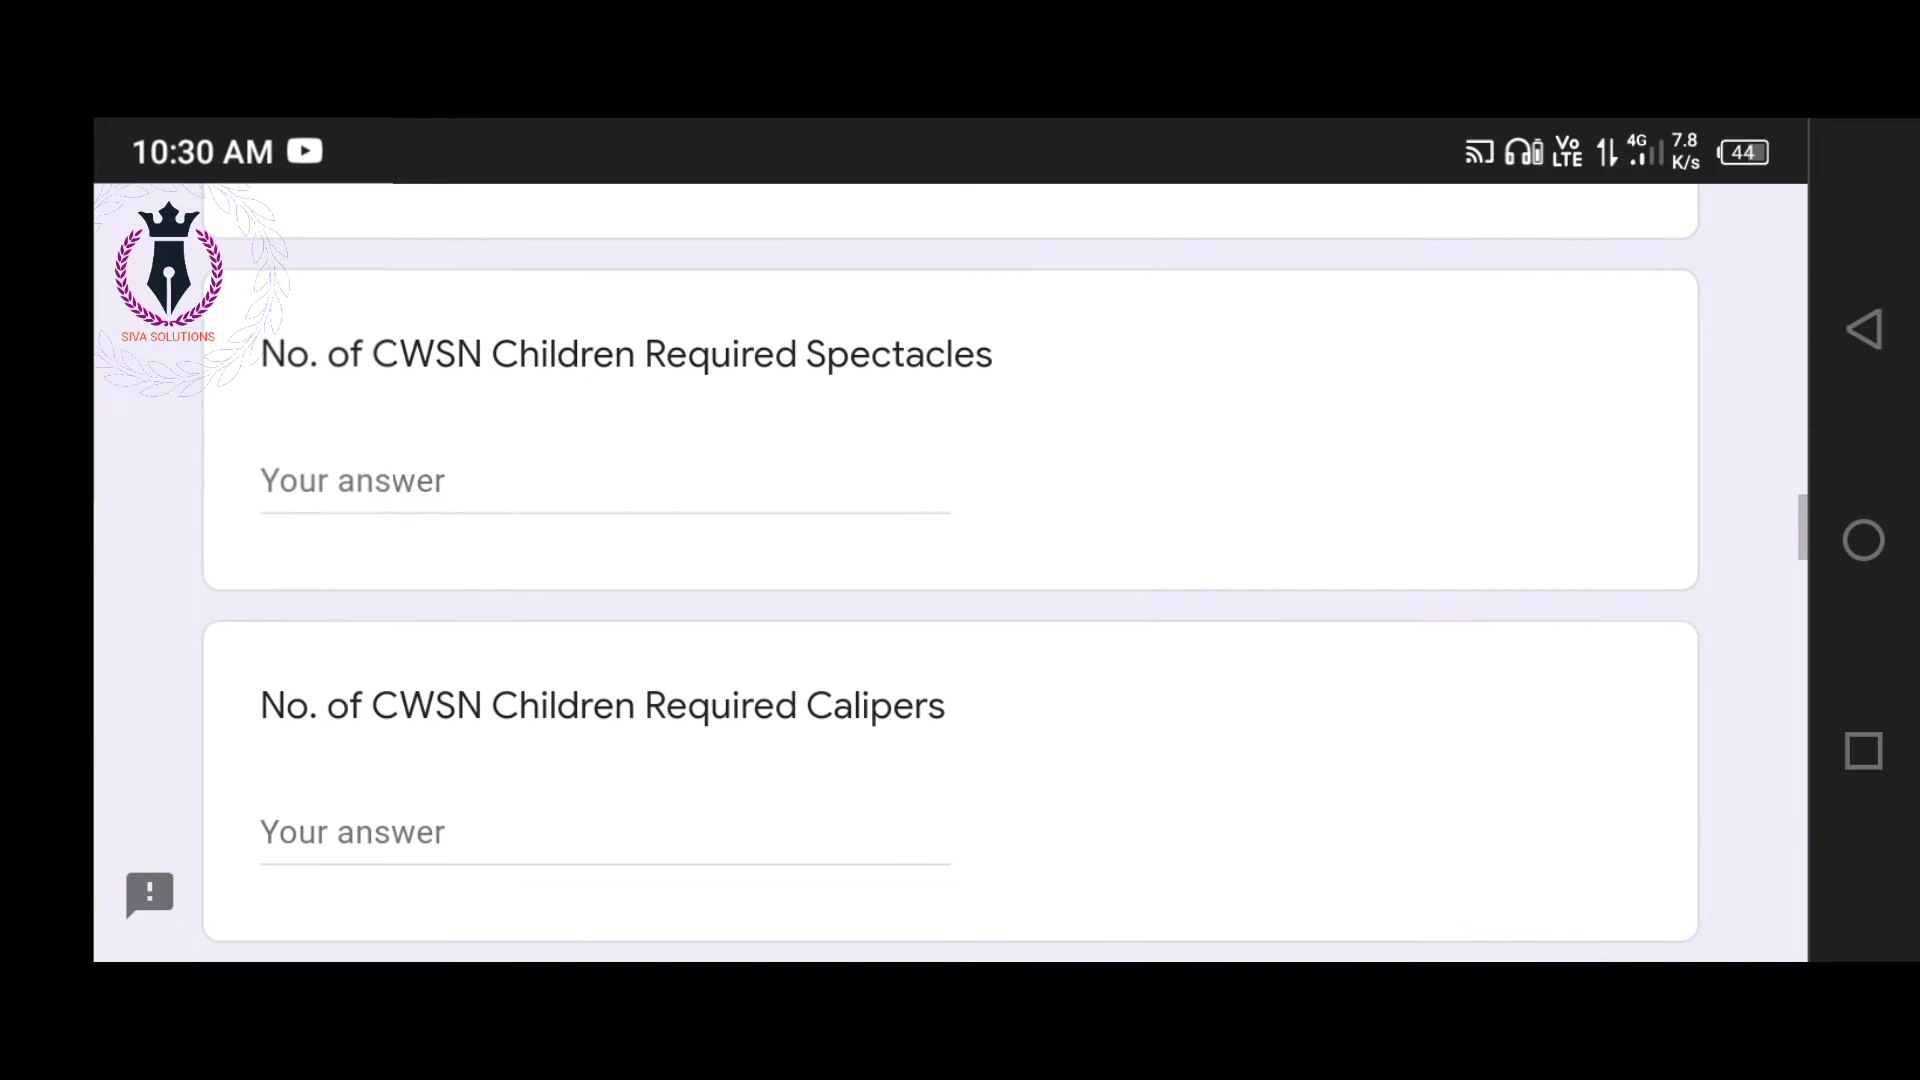 10:30 AM
Vo LTE 4G 7.8 K/s 44
SIVA SOLUTIONS
No. of CWSN Children Required Spectacles
Your answer
No. of CWSN Children Required Calipers
Your answer